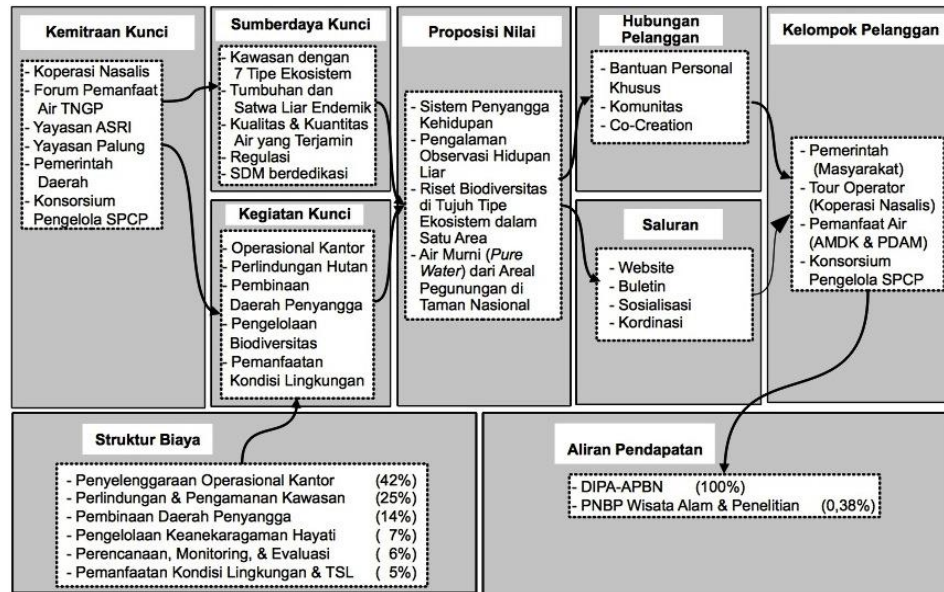 Kemitraan Kunci
- Koperasi Nasalis
- Forum Pemanfaat
Air TNGP
- Yayasan ASRI
- Yayasan Palung
- Pemerintah
Daerah
- Konsorsium
Pengelola SPCP
Sumberdaya Kunci
- Kawasan dengan
7 Tipe Ekosistem
- Tumbuhan dan
Satwa Liar Endemik
- Kualitas & Kuantitas
Air yang Terjamin
- Regulasi
- SDM berdedikasi
Kegiatan Kunci
- Operasional Kantor
- Perlindungan Hutan
- Pembinaan
Daerah Penyangga
- Pengelolaan
Biodiversitas
- Pemanfaatan
Kondisi Lingkungan
Proposisi Nilai
- Sistem Penyangga
Kehidupan
- Pengalaman
Observasi Hidupan
Liar
- Riset Biodiversitas
di Tujuh Tipe
Ekosistem dalam
Satu Area
- Air Murni (Pure
Water) dari Areal
Pegunungan di
Taman Nasional
Hubungan
Pelanggan
- Bantuan Personal
Khusus
- Komunitas
- Co-Creation
Saluran
- Website
- Buletin
- Sosialisasi
- Kordinasi
Kelompok Pelanggan
- Pemerintah
(Masyarakat)
- Tour Operator
(Koperasi Nasalis)
- Pemanfaat Air
(AMDK & PDAM)
- Konsorsium
Pengelola SPCP
Struktur Biaya
- Penyelenggaraan Operasional Kantor (42%)
- Perlindungan & Pengamanan Kawasan (25%)
- Pembinaan Daerah Penyangga (14%)
- Pengelolaan Keanekaragaman Hayati ( 7%)
- Perencanaan, Monitoring, & Evaluasi ( 6%)
- Pemanfaatan Kondisi Lingkungan & TSL ( 5%)
Aliran Pendapatan
- DIPA-APBN (100%)
- PNBP Wisata Alam & Penelitian (0,38%)